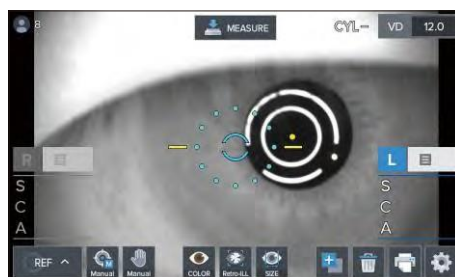 8 MEASURE CYL- VD 12.0
R L
S S
C C
A A
REF Manual Manual COLOR Retro-ILL SIZE
M